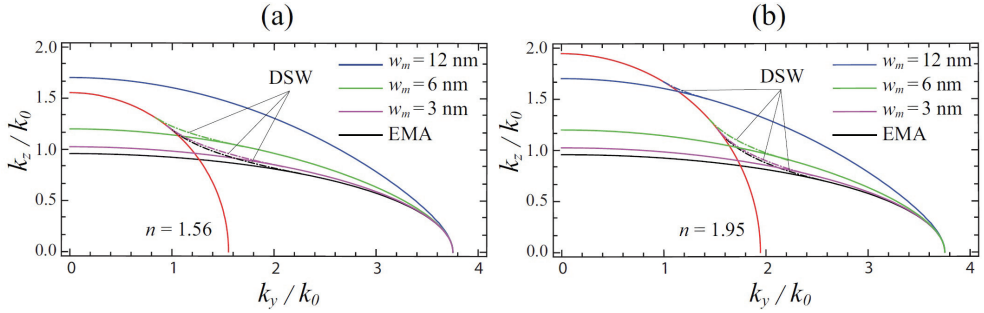 (a)
2.0
1.5
1.0
0.5
0.0
k_z / k_0
DSW
w_m = 12 nm
w_m = 6 nm
w_m = 3 nm
EMA
n = 1.56
0
1
2
3
4
k_y / k_0
(b)
2.0
1.5
1.0
0.5
0.0
k_z / k_0
DSW
w_m = 12 nm
w_m = 6 nm
w_m = 3 nm
EMA
n = 1.95
0
1
2
3
4
k_y / k_0